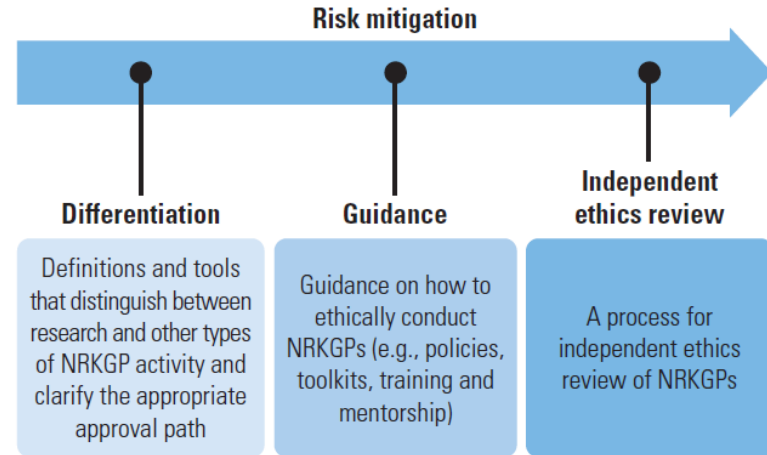 Risk mitigation
Differentiation
Definitions and tools
that distinguish between
research and other types
of NRKGP activity and
clarify the appropriate
approval path
Guidance
Guidance on how to
ethically conduct
NRKGPs (e.g., policies,
toolkits, training and
mentorship)
Independent
ethics review
A process for
independent ethics
review of NRKGPs